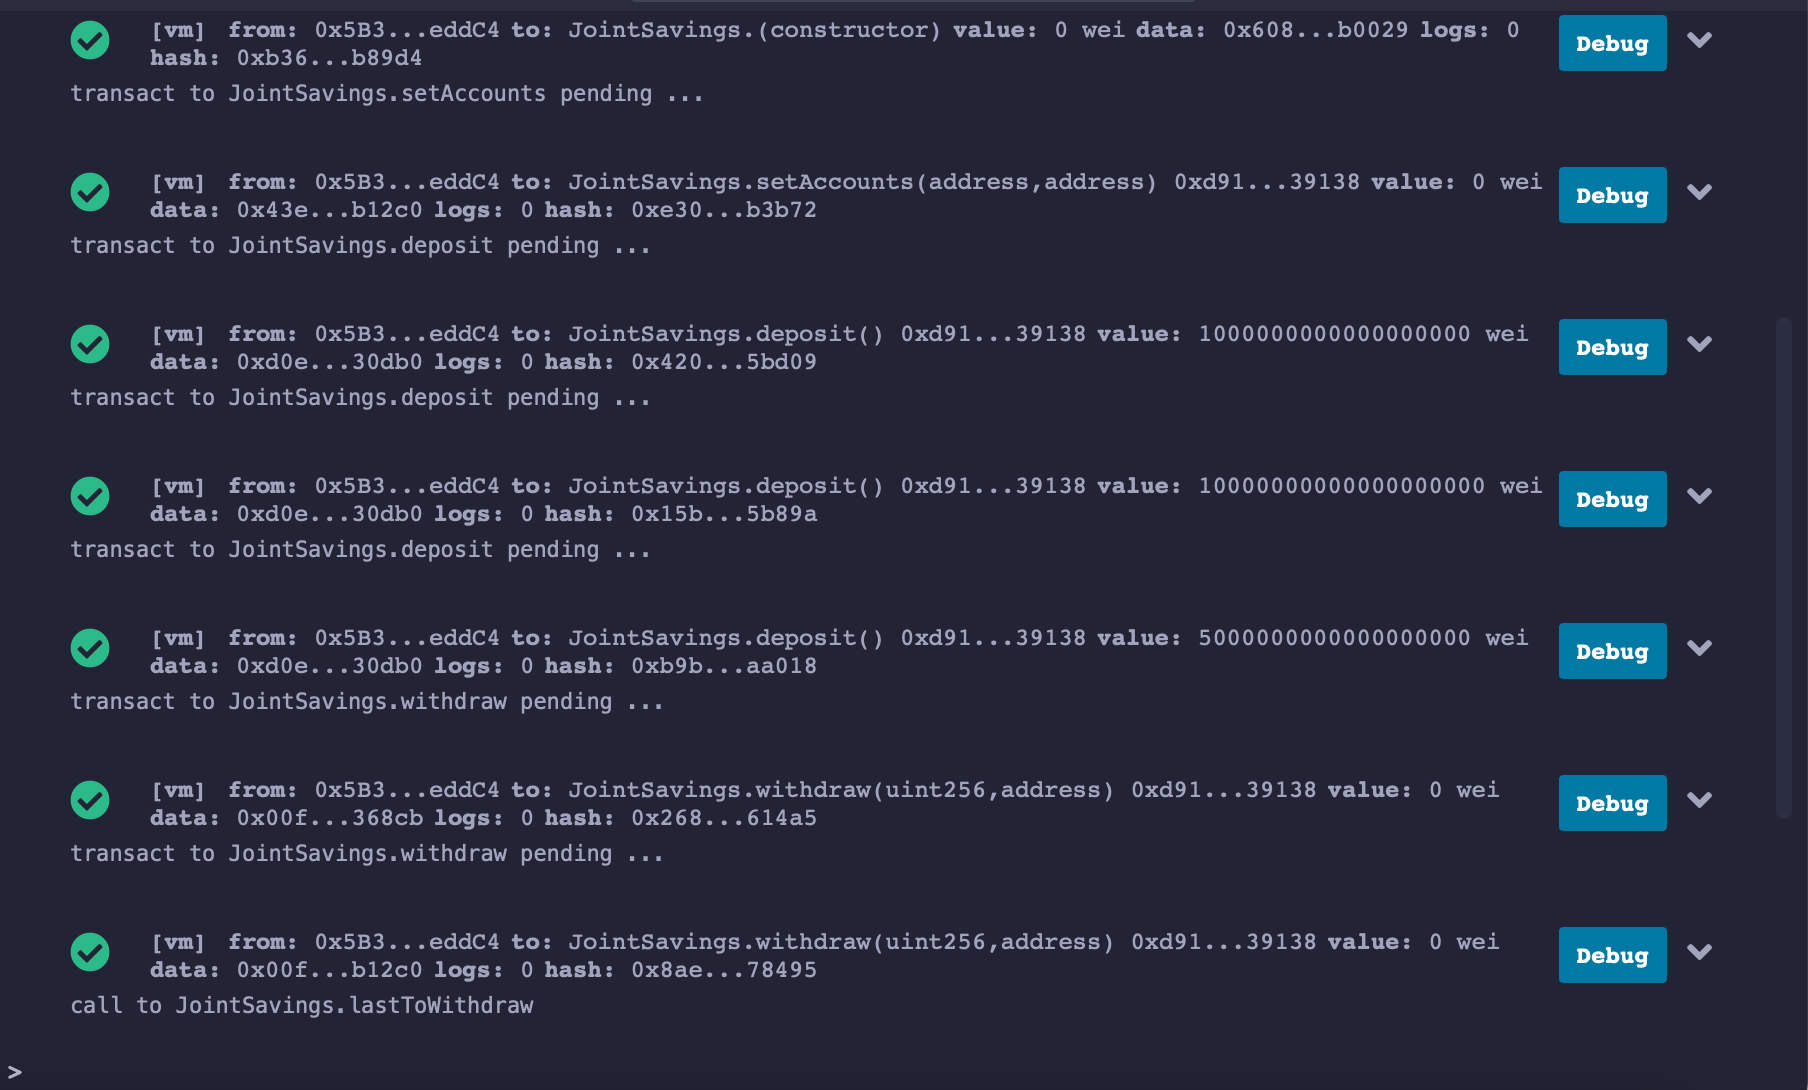 [vm] from: 0x5B3...eddC4 to: JointSavings.(constructor) value: 0 wei data: 0x608...b0029 logs: 0
hash: 0xb36...b89d4
Debug
transact to JointSavings.setAccounts pending ...
[vm] from: 0x5B3...eddC4 to: JointSavings.setAccounts(address,address) 0xd91...39138 value: 0 wei
data: 0x43e...b12c0 logs: 0 hash: 0xe30...b3b72
Debug
transact to JointSavings.deposit pending ...
[vm] from: 0x5B3...eddC4 to: JointSavings.deposit() 0xd91...39138 value: 1000000000000000000 wei
data: 0xd0e...30db0 logs: 0 hash: 0x420...5bd09
Debug
transact to JointSavings.deposit pending ...
[vm] from: 0x5B3...eddC4 to: JointSavings.deposit() 0xd91...39138 value: 10000000000000000000 wei
data: 0xd0e...30db0 logs: 0 hash: 0x15b...5b89a
Debug
transact to JointSavings.deposit pending ...
[vm] from: 0x5B3...eddC4 to: JointSavings.deposit() 0xd91...39138 value: 5000000000000000000 wei
data: 0xd0e...30db0 logs: 0 hash: 0xb9b...aa018
Debug
transact to JointSavings.withdraw pending ...
[vm] from: 0x5B3...eddC4 to: JointSavings.withdraw(uint256,address) 0xd91...39138 value: 0 wei
data: 0x00f...368cb logs: 0 hash: 0x268...614a5
Debug
transact to JointSavings.withdraw pending ...
[vm] from: 0x5B3...eddC4 to: JointSavings.withdraw(uint256,address) 0xd91...39138 value: 0 wei
data: 0x00f...b12c0 logs: 0 hash: 0x8ae...78495
Debug
call to JointSavings.lastToWithdraw
>